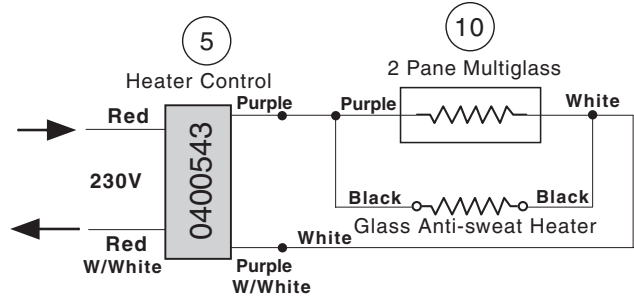 5
Heater Control
10
2 Pane Multiglass
Red
Purple
Purple
White
0400543
230V
Black
Black
Glass Anti-sweat Heater
Red
W/White
White
Purple
W/White